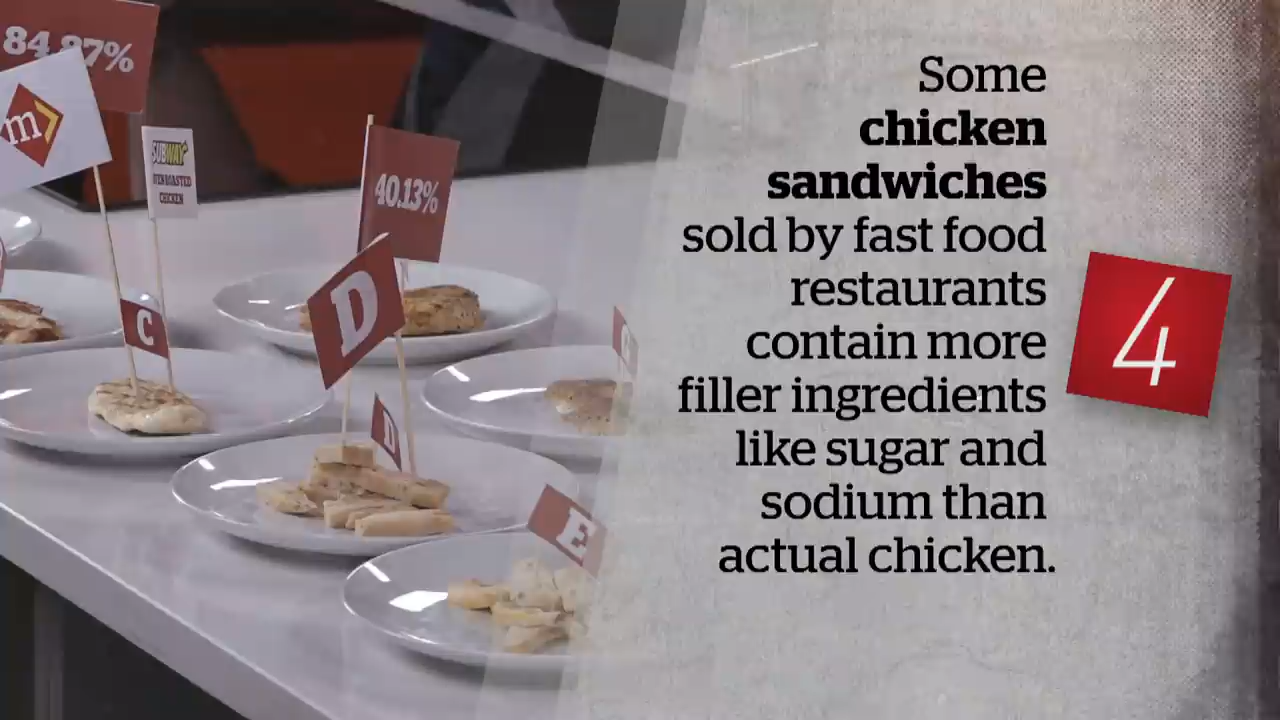 84.87%
m
SUBWAY
OVEN ROASTED
CHICKEN
40.13%
D
C
D
E
Some
chicken
sandwiches
sold by fast food
restaurants
contain more
filler ingredients
like sugar and
sodium than
actual chicken.
4